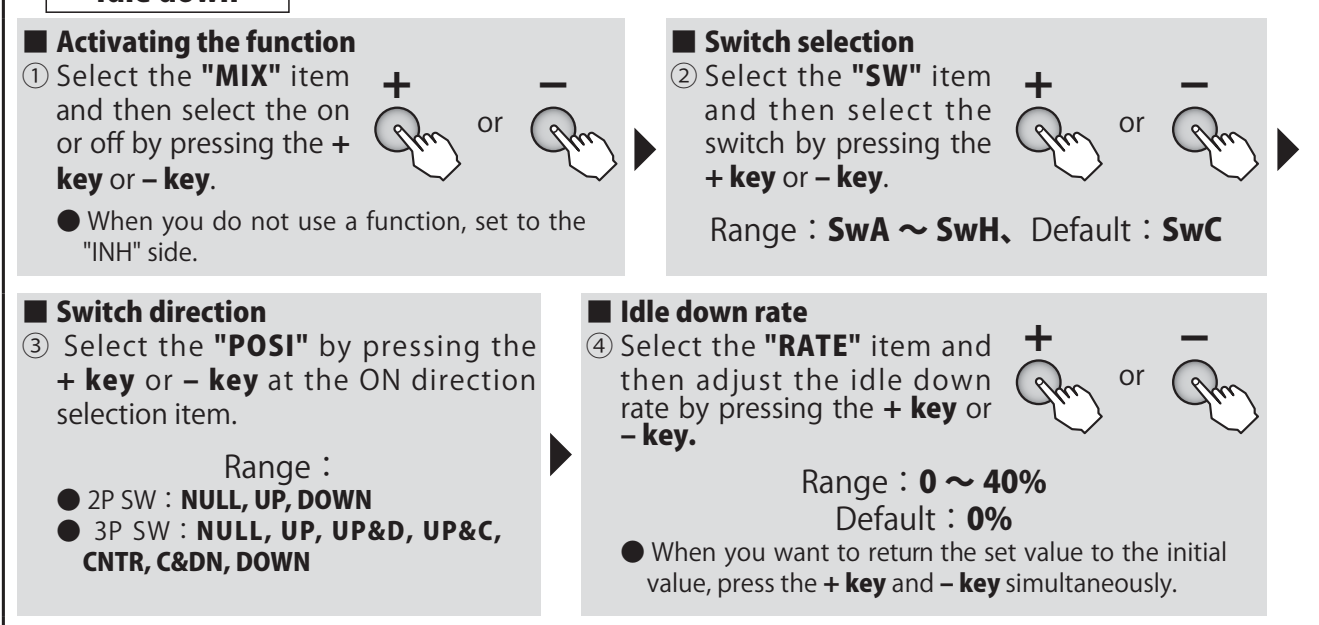 Idle down
■ Activating the function
① Select the "MIX" item
and then select the on
or off by pressing the +
key or – key.
+ or –
● When you do not use a function, set to the
"INH" side.
■ Switch selection
② Select the "SW" item
and then select the
switch by pressing the
+ key or – key.
+ or –
Range：SwA ～ SwH、Default：SwC
■ Switch direction
③ Select the "POSI" by pressing the
+ key or – key at the ON direction
selection item.
Range：
● 2P SW：NULL, UP, DOWN
● 3P SW：NULL, UP, UP&D, UP&C,
CNTR, C&DN, DOWN
■ Idle down rate
④ Select the "RATE" item and
then adjust the idle down
rate by pressing the + key or
– key.
+ or –
Range：0 ～ 40%
Default：0%
● When you want to return the set value to the initial
value, press the + key and – key simultaneously.